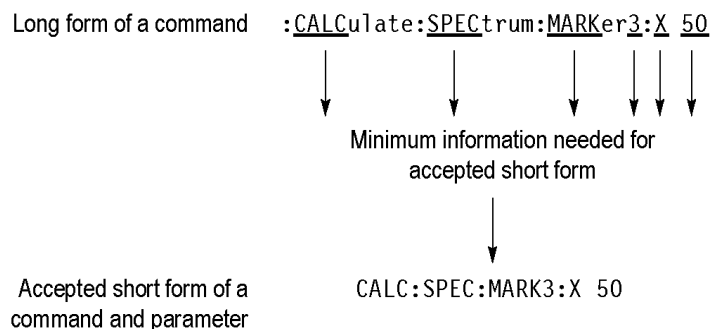 Long form of a command :CALCulate:SPECtrum:MARKer3:X 50
Minimum information needed for
accepted short form
Accepted short form of a CALC:SPEC:MARK3:X 50
command and parameter